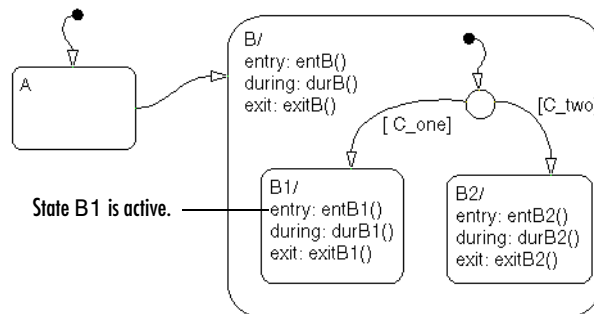 A
B/
entry: entB()
during: durB()
exit: exitB()
[ C_one]
[C_two]
State B1 is active.
B1/
entry: entB1()
during: durB1()
exit: exitB1()
B2/
entry: entB2()
during: durB2()
exit: exitB2()